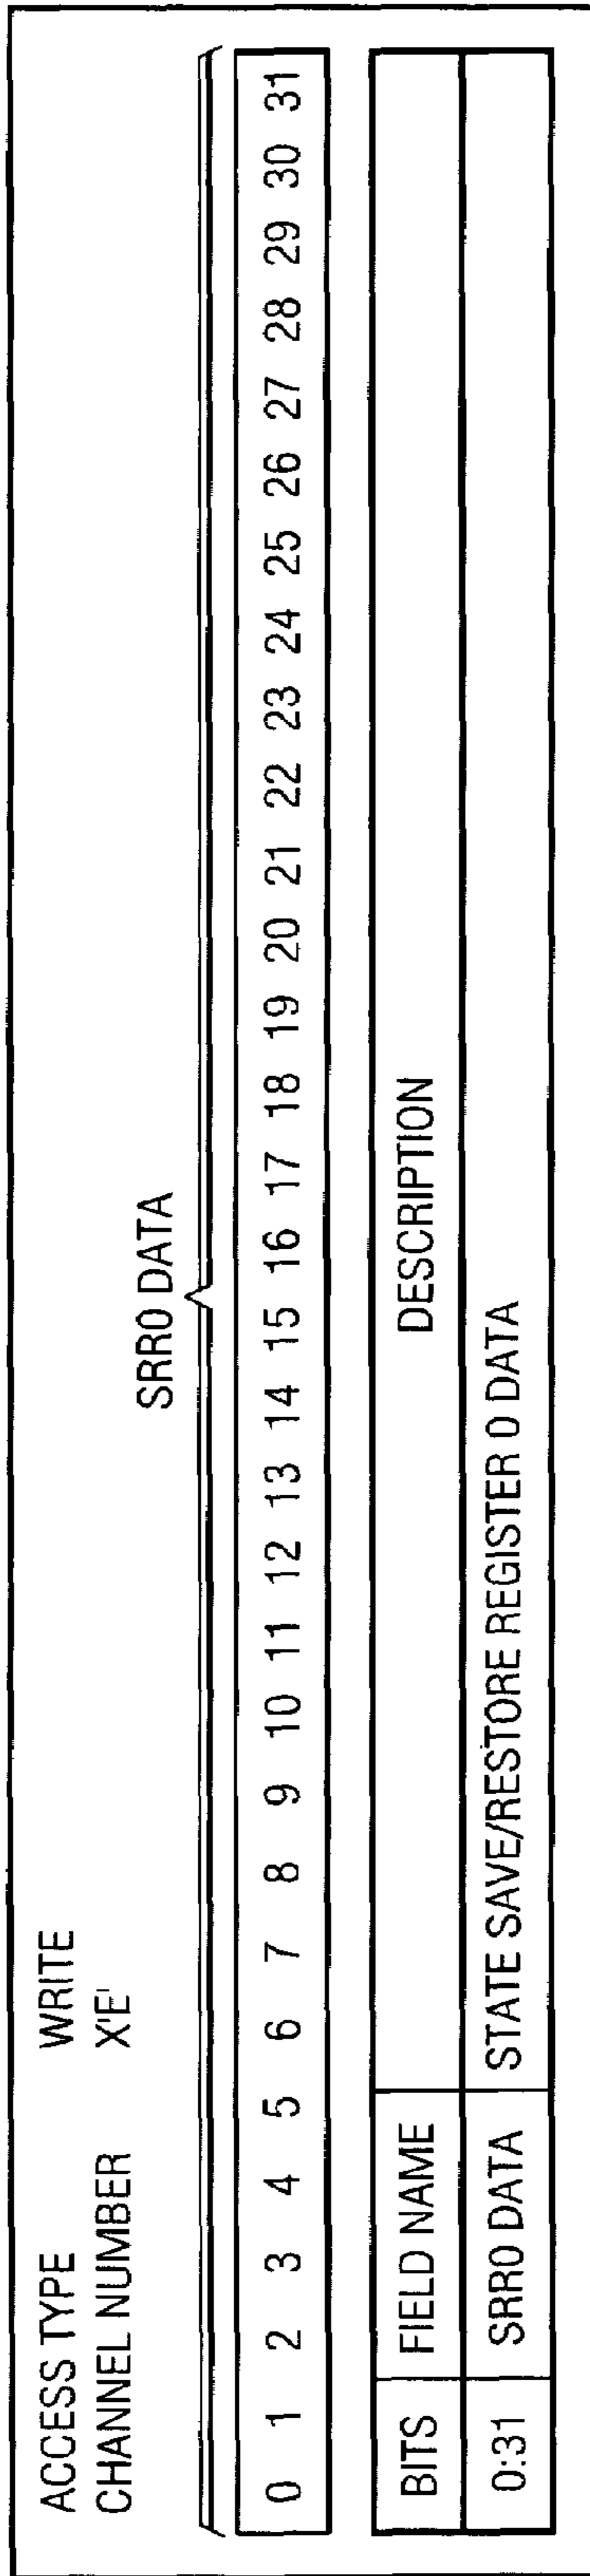 ACCESS TYPE WRITE
CHANNEL NUMBER X'E'
SRR0 DATA
0 1 2 3 4 5 6 7 8 9 10 11 12 13 14 15 16 17 18 19 20 21 22 23 24 25 26 27 28 29 30 31
BITS FIELD NAME DESCRIPTION
0:31 SRR0 DATA STATE SAVE/RESTORE REGISTER 0 DATA